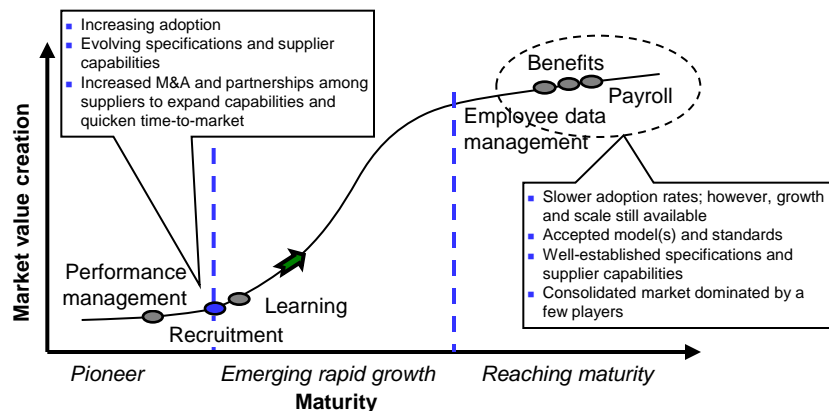 Increasing adoption
Evolving specifications and supplier
capabilities
Increased M&A and partnerships among
suppliers to expand capabilities and
quicken time-to-market
Benefits
Payroll
Employee data
management
Slower adoption rates; however, growth
and scale still available
Accepted model(s) and standards
Well-established specifications and
supplier capabilities
Consolidated market dominated by a
few players
Market value creation
Performance
management
Learning
Recruitment
Pioneer
Emerging rapid growth
Reaching maturity
Maturity